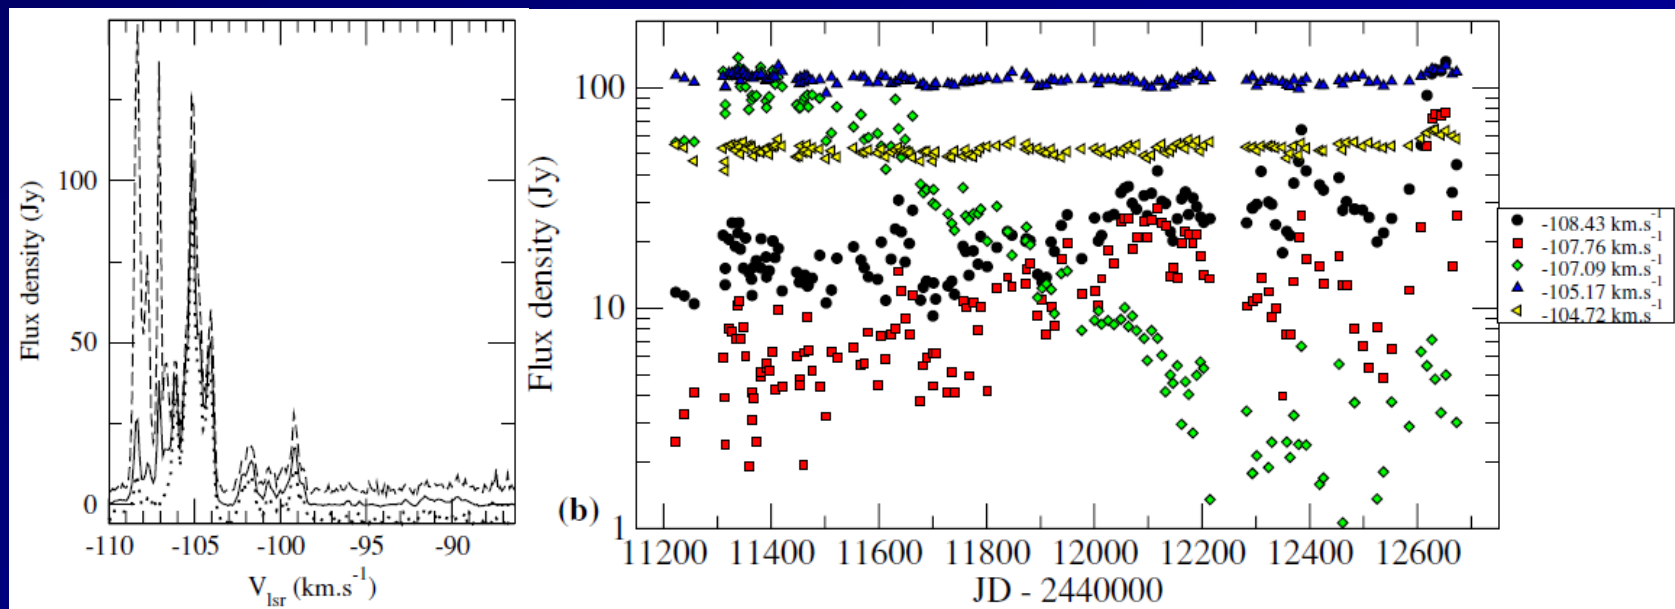 Flux density (Jy)
100
50
0
-110
-105
-100
-95
-90
V_lsr (km.s⁻¹)
Flux density (Jy)
100
10
1
(b)
11200
11400
11600
11800
12000
12200
12400
12600
JD - 2440000
-108.43 km.s⁻¹
-107.76 km.s⁻¹
-107.09 km.s⁻¹
-105.17 km.s⁻¹
-104.72 km.s⁻¹